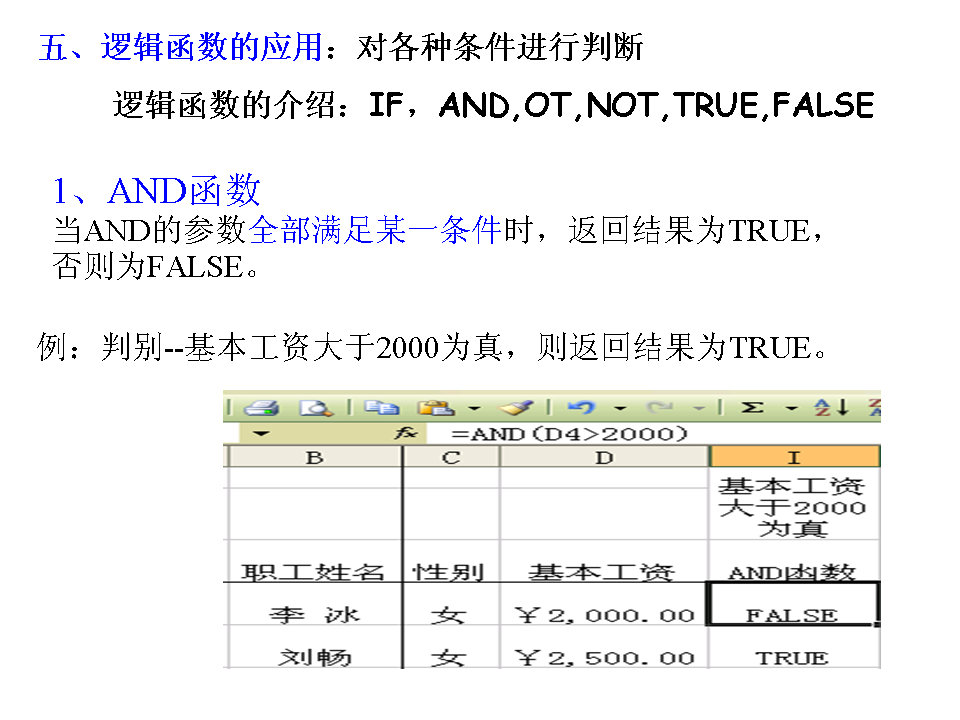 五、逻辑函数的应用：对各种条件进行判断
逻辑函数的介绍：IF，AND,OT,NOT,TRUE,FALSE
1、AND函数
当AND的参数全部满足某一条件时，返回结果为TRUE，
否则为FALSE。
例：判别--基本工资大于2000为真，则返回结果为TRUE。
fx =AND(D4>2000)
B C D I
基本工资
大于2000
为真
职工姓名 性别 基本工资 AND函数
李 冰 女 ￥2,000.00 FALSE
刘畅 女 ￥2,500.00 TRUE